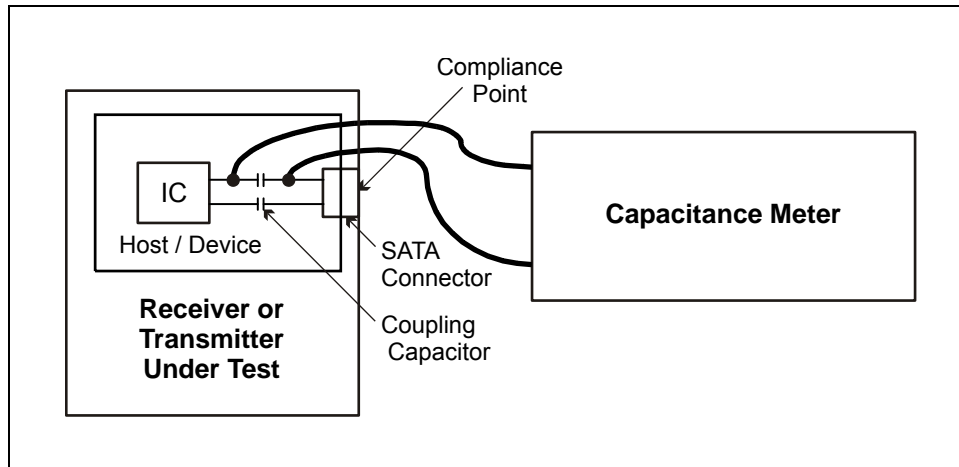 Compliance
Point
IC
Host / Device
SATA
Connector
Receiver or
Transmitter
Under Test
Coupling
Capacitor
Capacitance Meter